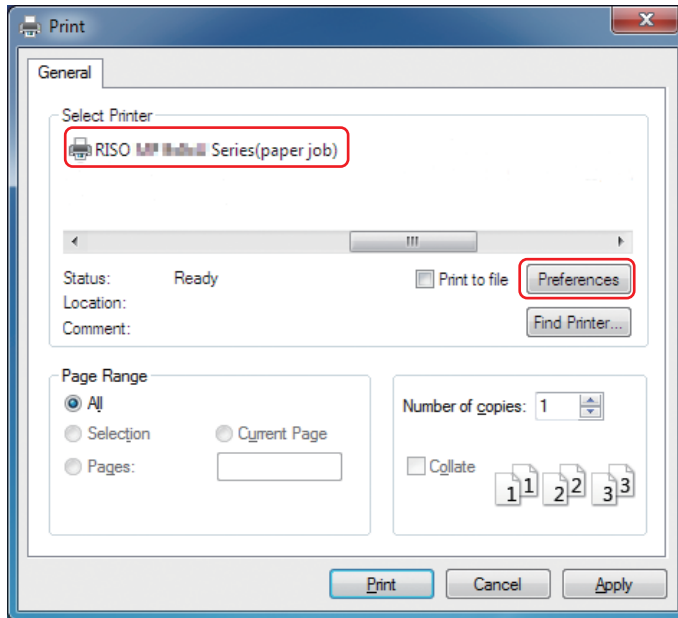 Print
General
Select Printer
RISO Series(paper job)
Status: Ready
Print to file
Preferences
Location:
Comment:
Find Printer...
Page Range
All
Selection
Current Page
Pages:
Number of copies: 1
Collate
1 1 2 2 3 3
Print
Cancel
Apply